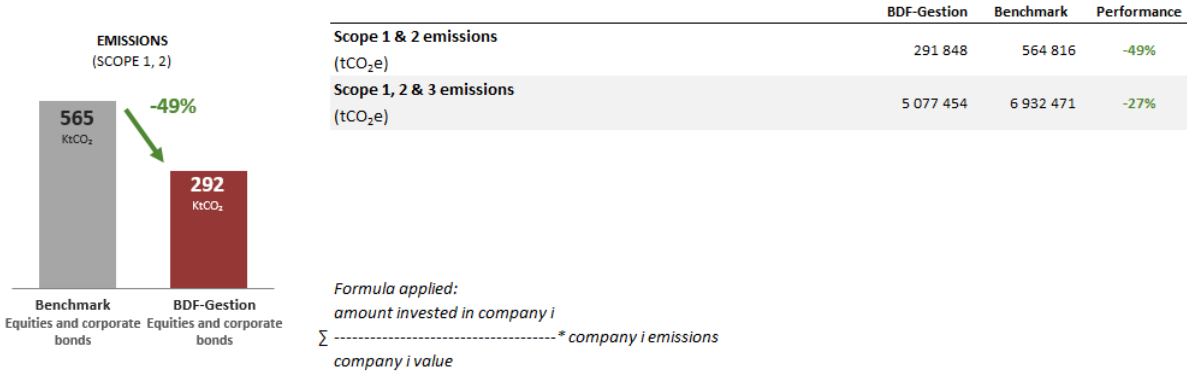 EMISSIONS
(SCOPE 1, 2)
565
KtCO₂
-49%
292
KtCO₂
Benchmark
Equities and corporate
bonds
BDF-Gestion
Equities and corporate
bonds
BDF-Gestion Benchmark Performance
Scope 1 & 2 emissions
(tCO₂e)
291 848 564 816 -49%
Scope 1, 2 & 3 emissions
(tCO₂e)
5 077 454 6 932 471 -27%
Formula applied:
amount invested in company i
∑ -------------------------------------* company i emissions
company i value